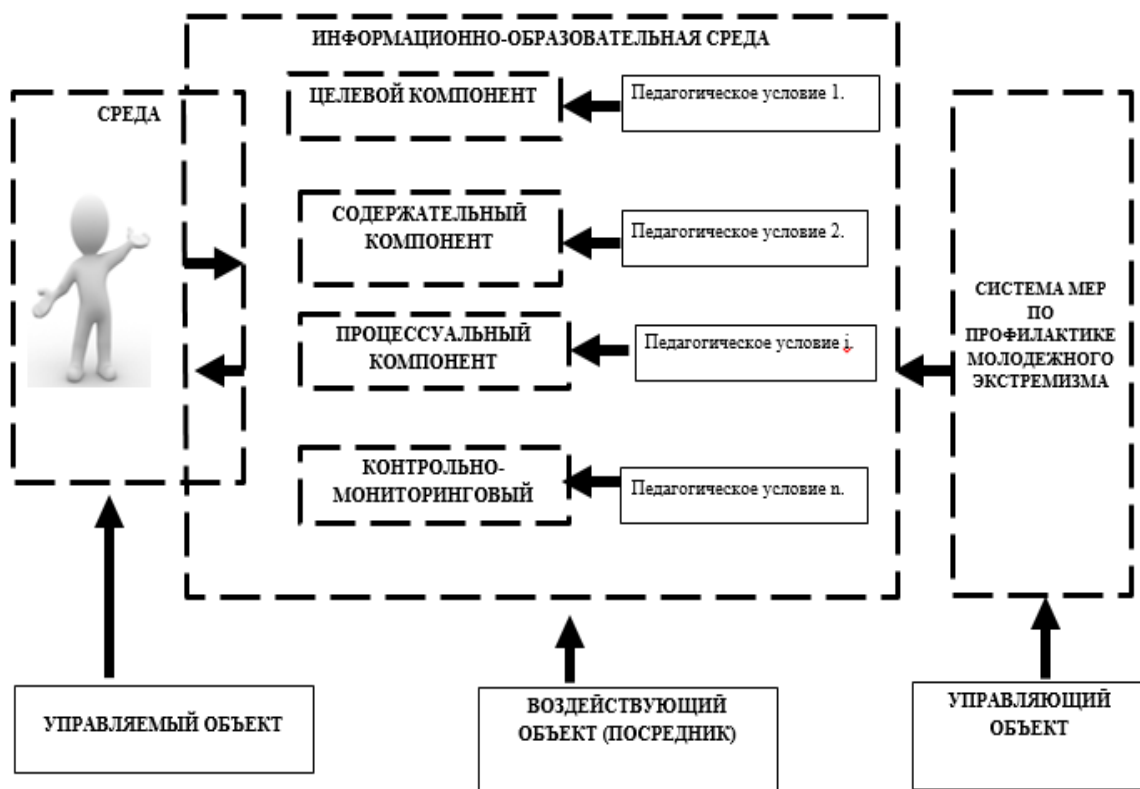 ИНФОРМАЦИОННО-ОБРАЗОВАТЕЛЬНАЯ СРЕДА
СРЕДА
ЦЕЛЕВОЙ КОМПОНЕНТ
Педагогическое условие 1.
СОДЕРЖАТЕЛЬНЫЙ
КОМПОНЕНТ
Педагогическое условие 2.
ПРОЦЕССУАЛЬНЫЙ
КОМПОНЕНТ
Педагогическое условие i.
КОНТРОЛЬНО-
МОНИТОРИНГОВЫЙ
Педагогическое условие n.
СИСТЕМА МЕР
ПО
ПРОФИЛАКТИКЕ
МОЛОДЕЖНОГО
ЭКСТРЕМИЗМА
УПРАВЛЯЕМЫЙ ОБЪЕКТ
ВОЗДЕЙСТВУЮЩИЙ
ОБЪЕКТ (ПОСРЕДНИК)
УПРАВЛЯЮЩИЙ
ОБЪЕКТ